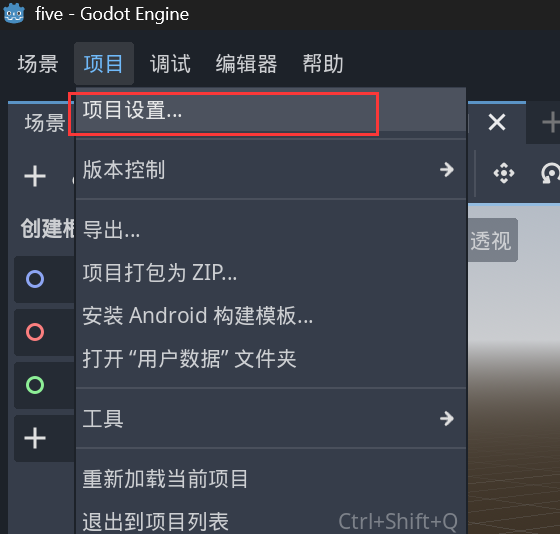 five - Godot Engine
场景 项目 调试 编辑器 帮助
场景
项目设置...
版本控制
创建
透视
导出...
项目打包为 ZIP...
安装 Android 构建模板...
打开 “用户数据” 文件夹
工具
重新加载当前项目
退出到项目列表 Ctrl+Shift+Q